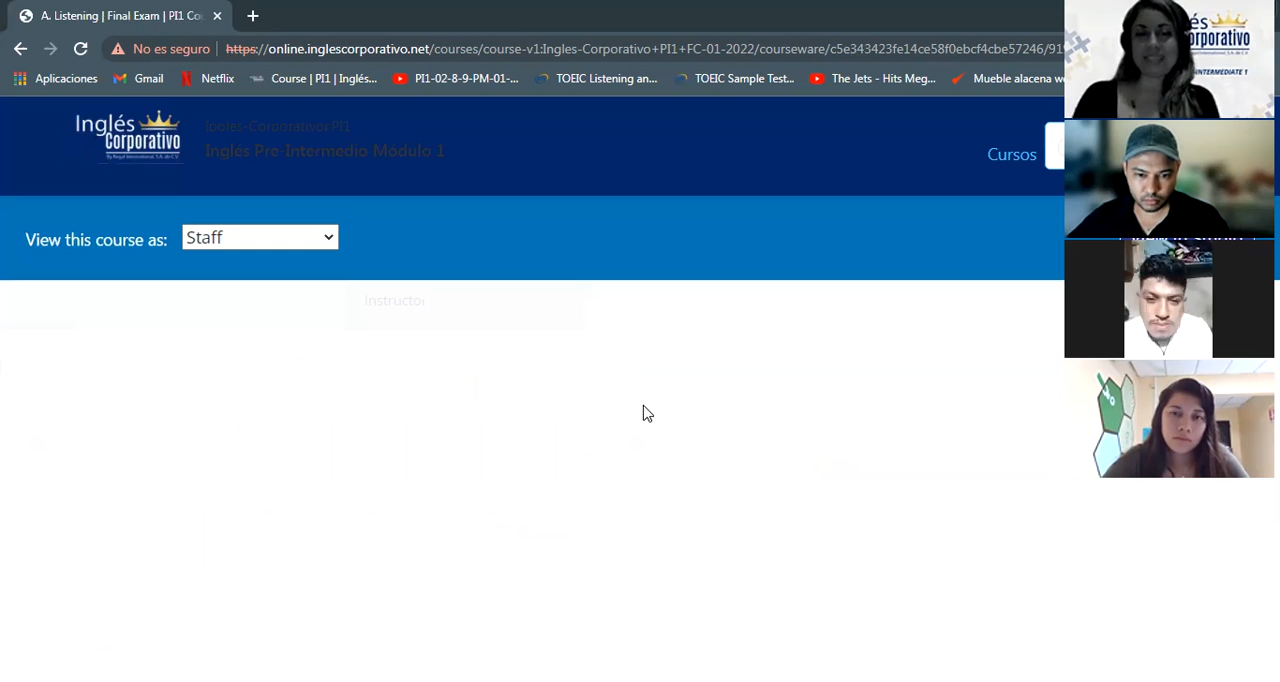 A. Listening | Final Exam | PI1 Co
No es seguro | https://online.inglescorporativo.net/courses/course-v1:Ingles-Corporativo+PI1+FC-01-2022/courseware/c5e343423fe14ce58f0ebcf4cbe57246/91
Aplicaciones Gmail Netflix Course | PI1 | Inglés... PI1-02-8-9-PM-01-... TOEIC Listening an... TOEIC Sample Test... The Jets - Hits Meg... Mueble alacena w
Inglés
Corporativo
Ingles-Corporativo: PI1
Inglés Pre-Intermedio Módulo 1
Cursos
View this course as: Staff
Instructor
glés
orporativo
INTERMEDIATE 1